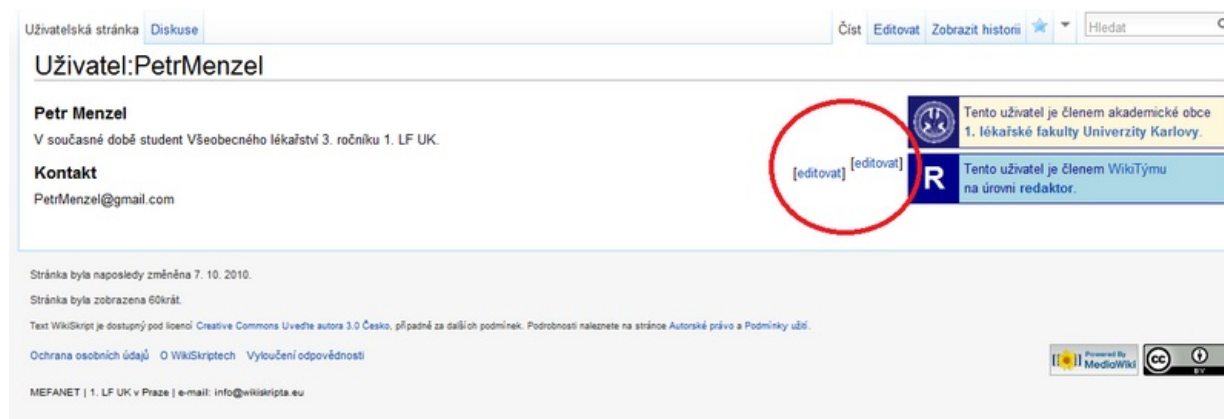 Uživatelská stránka Diskuse Číst Editovat Zobrazit historii Hledat
Uživatel:PetrMenzel
Petr Menzel
V současné době student Všeobecného lékařství 3. ročníku 1. LF UK.
Kontakt
PetrMenzel@gmail.com
[editovat] [editovat]
Tento uživatel je členem akademické obce
1. lékařské fakulty Univerzity Karlovy.
R
Tento uživatel je členem WikiTýmu
na úrovni redaktor.
Stránka byla naposledy změněna 7. 10. 2010.
Stránka byla zobrazena 60krát.
Text WikiSkript je dostupný pod licencí Creative Commons Uveďte autora 3.0 Česko, případně za dalších podmínek. Podrobnosti naleznete na stránce Autorské právo a Podmínky užití.
Ochrana osobních údajů O WikiSkriptech Vyloučení odpovědnosti
Powered By
MediaWiki
cc
BY
MEFANET | 1. LF UK v Praze | e-mail: info@wikiskripta.eu